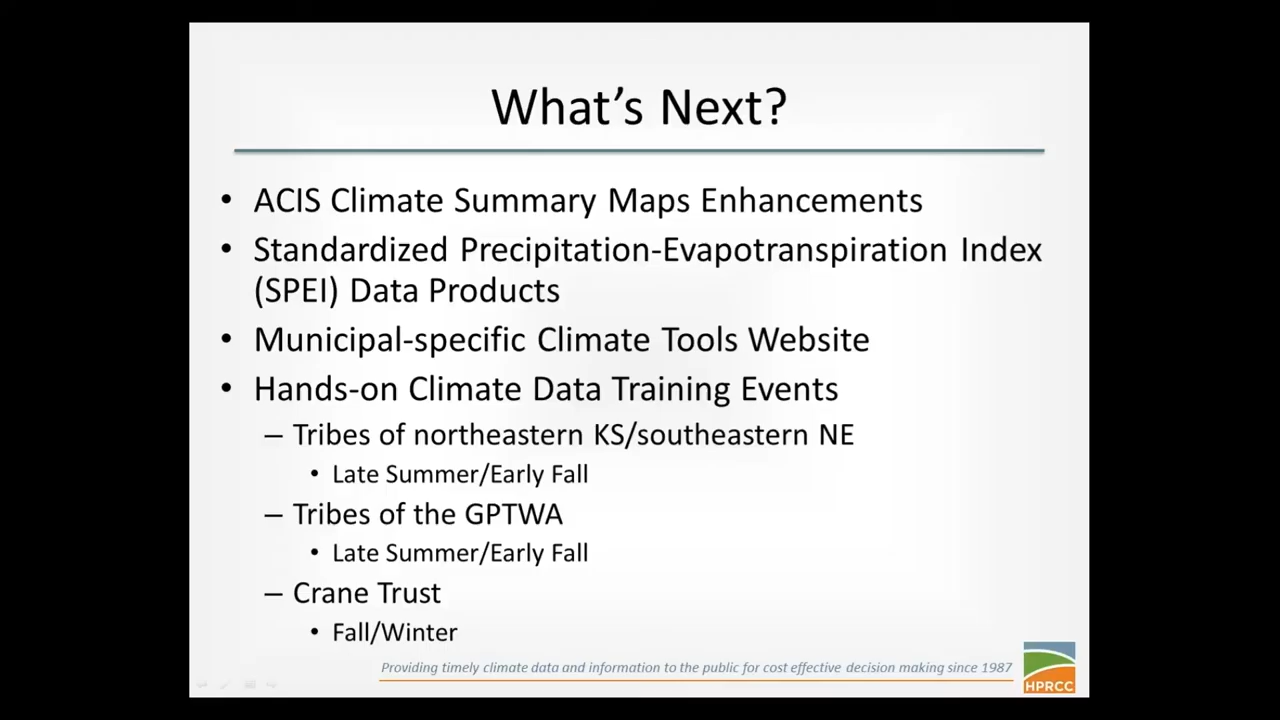 What's Next?
• ACIS Climate Summary Maps Enhancements
• Standardized Precipitation-Evapotranspiration Index
(SPEI) Data Products
• Municipal-specific Climate Tools Website
• Hands-on Climate Data Training Events
– Tribes of northeastern KS/southeastern NE
• Late Summer/Early Fall
– Tribes of the GPTWA
• Late Summer/Early Fall
– Crane Trust
• Fall/Winter
Providing timely climate data and information to the public for cost effective decision making since 1987
HPRCC